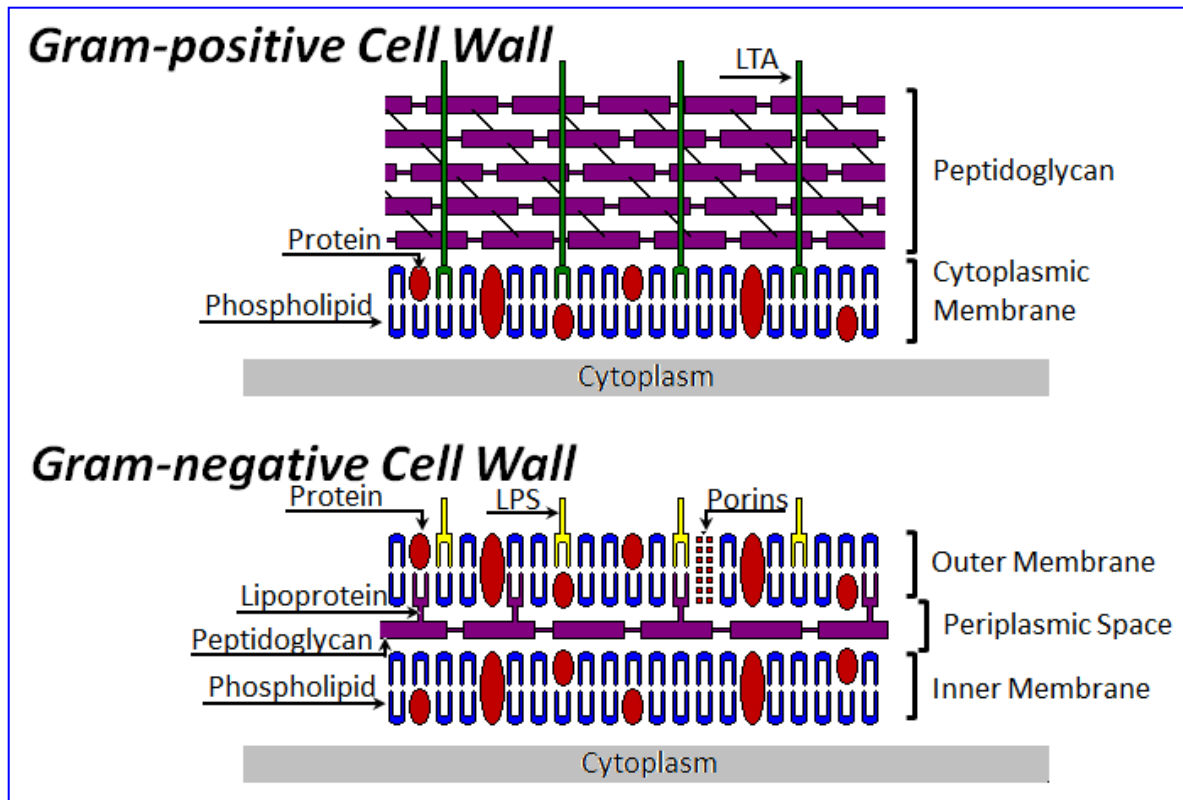 Gram-positive Cell Wall
LTA
Peptidoglycan
Protein
Cytoplasmic
Membrane
Phospholipid
Cytoplasm
Gram-negative Cell Wall
Protein
LPS
Porins
Outer Membrane
Lipoprotein
Periplasmic Space
Peptidoglycan
Phospholipid
Inner Membrane
Cytoplasm